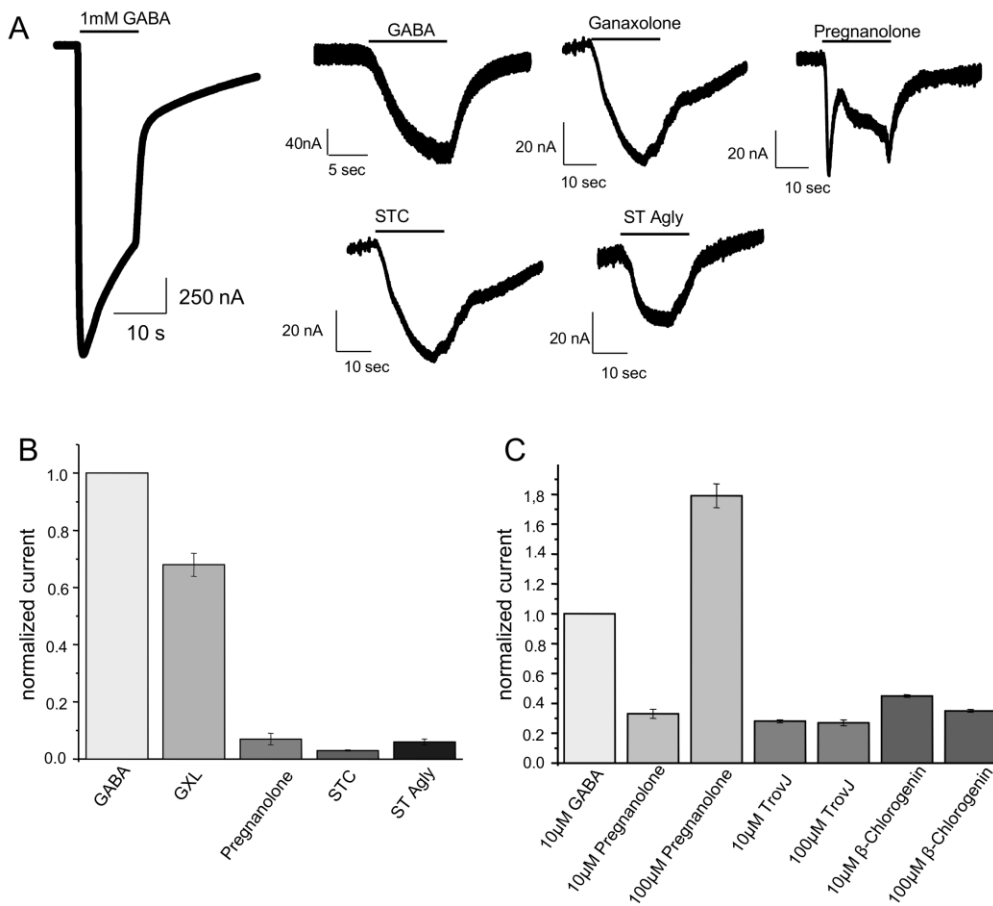 A
1mM GABA
250 nA
10 s
GABA
40nA
5 sec
Ganaxolone
20 nA
10 sec
Pregnanolone
20 nA
10 sec
STC
20 nA
10 sec
ST Agly
20 nA
10 sec
B
normalized current
1.0
0.8
0.6
0.4
0.2
0.0
GABA
GXL
Pregnanolone
STC
ST Agly
C
normalized current
1,8
1.6
1.4
1.2
1.0
0.8
0.6
0.4
0.2
0.0
10µM GABA
10µM Pregnanolone
100µM Pregnanolone
10µM TrovJ
100µM TrovJ
10µM β-Chlorogenin
100µM β-Chlorogenin